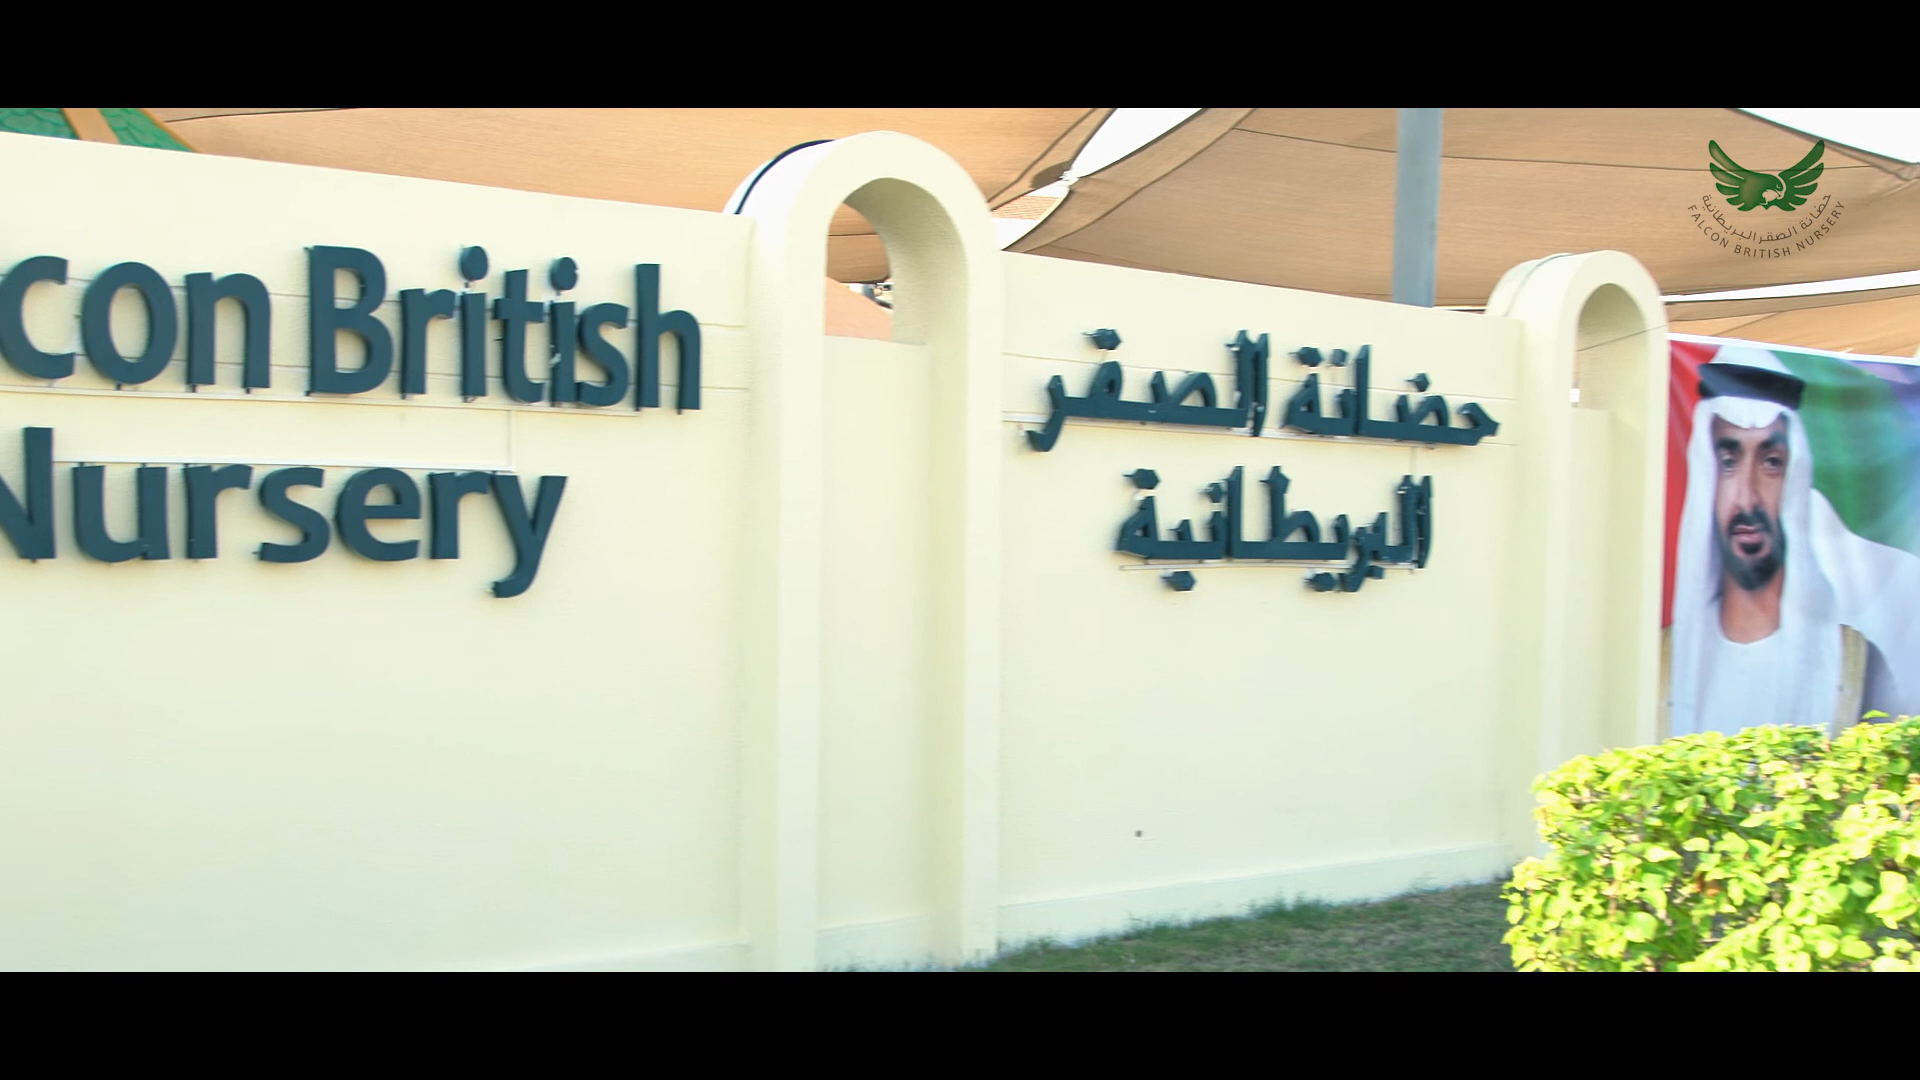 con British
Nursery
حضانة الصقر
البريطانية
حضانة الصقر البريطانية
FALCON BRITISH NURSERY